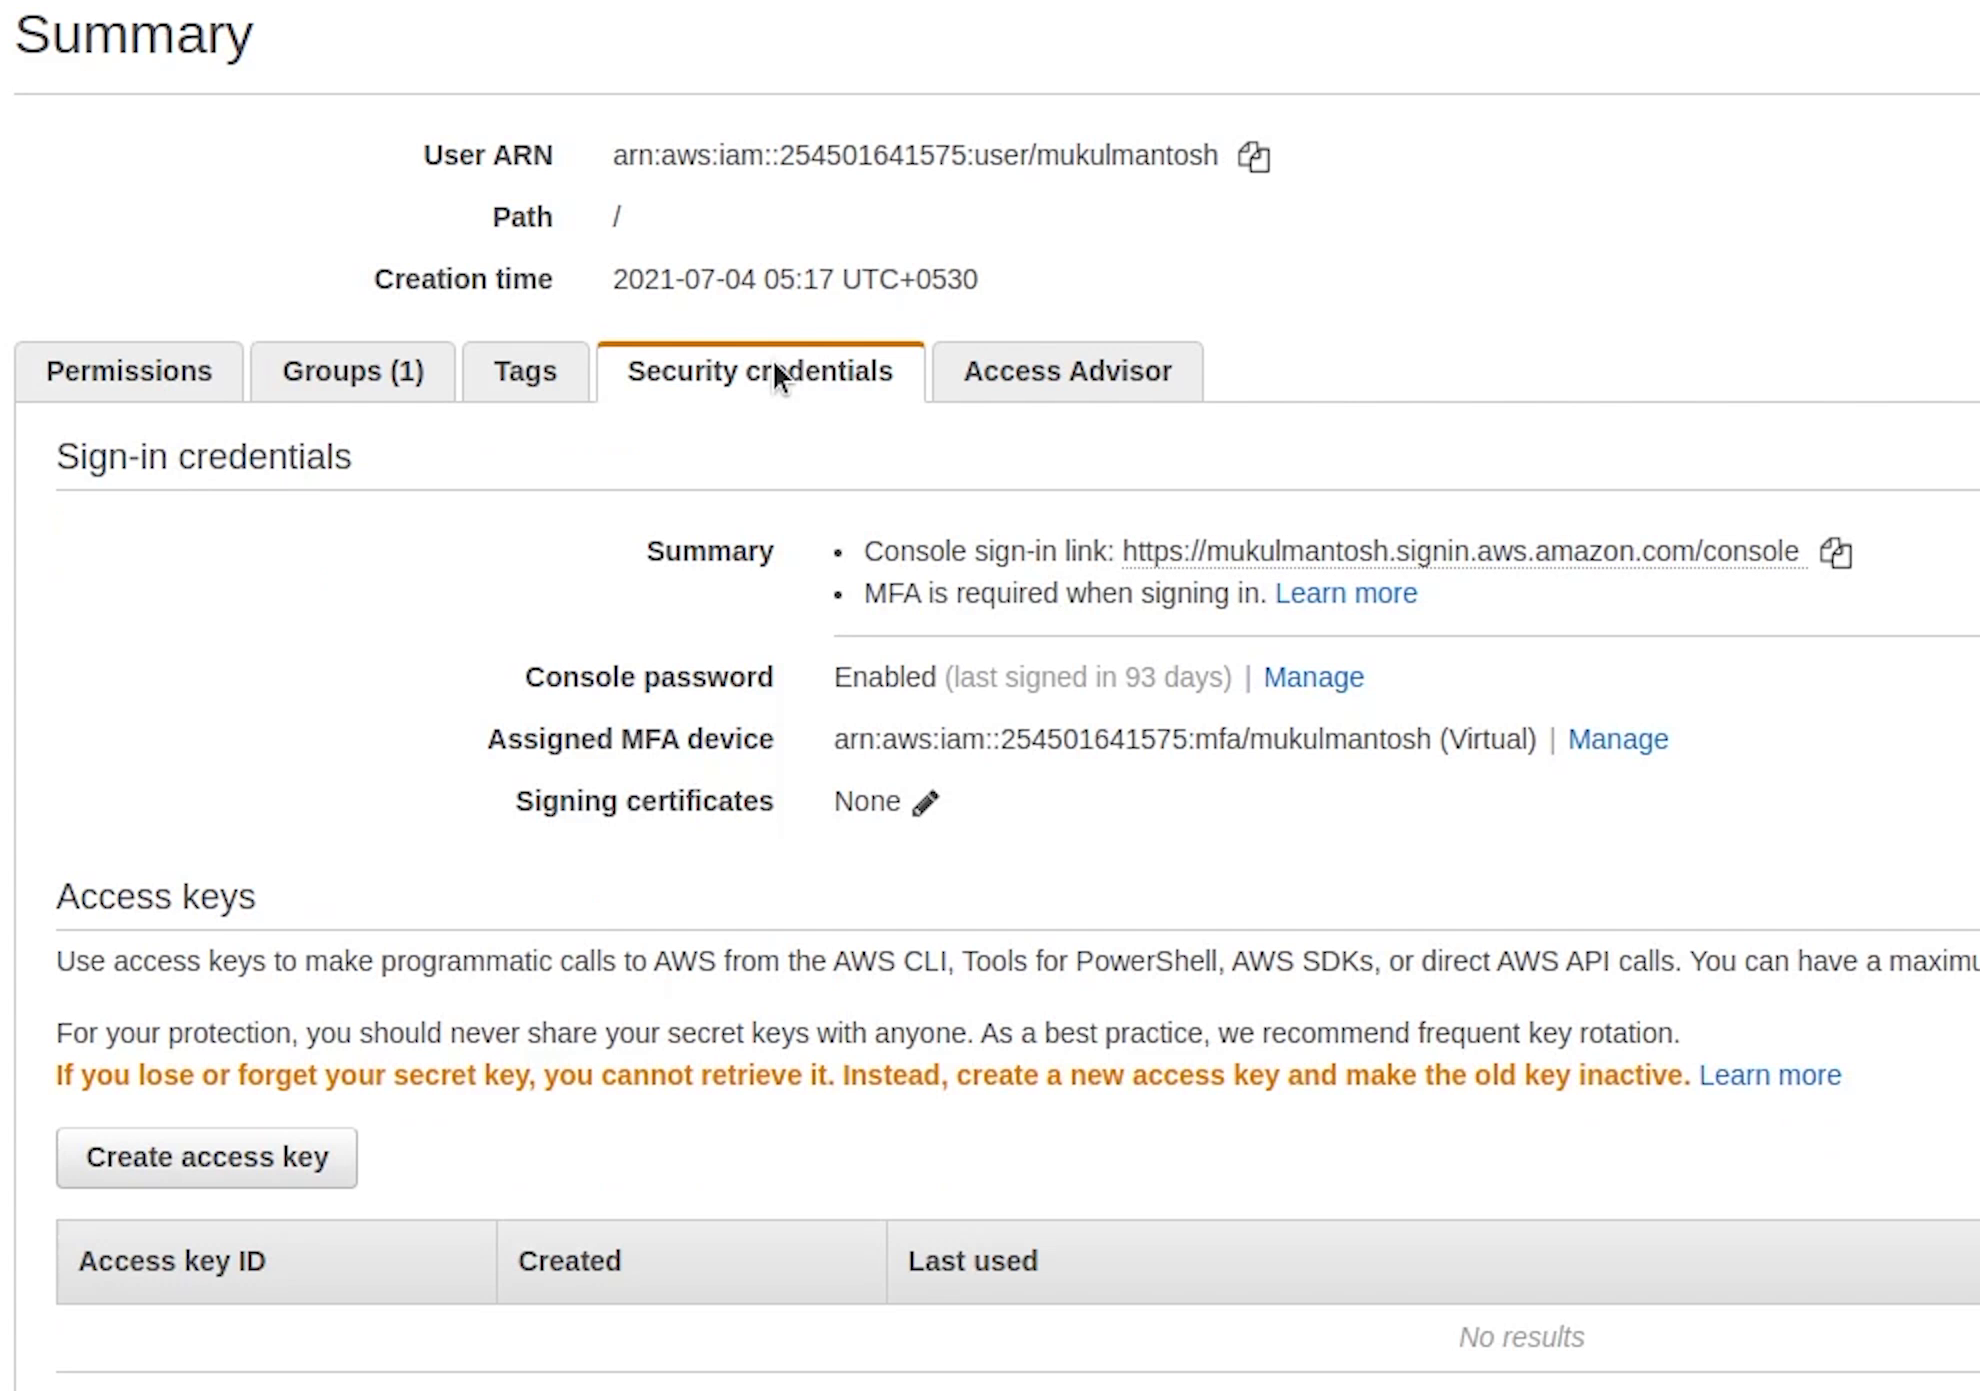 Summary
User ARN arn:aws:iam::254501641575:user/mukulmantosh
Path /
Creation time 2021-07-04 05:17 UTC+0530
Permissions Groups (1) Tags Security credentials Access Advisor
Sign-in credentials
Summary • Console sign-in link: https://mukulmantosh.signin.aws.amazon.com/console
• MFA is required when signing in. Learn more
Console password Enabled (last signed in 93 days) | Manage
Assigned MFA device arn:aws:iam::254501641575:mfa/mukulmantosh (Virtual) | Manage
Signing certificates None
Access keys
Use access keys to make programmatic calls to AWS from the AWS CLI, Tools for PowerShell, AWS SDKs, or direct AWS API calls. You can have a maximu
For your protection, you should never share your secret keys with anyone. As a best practice, we recommend frequent key rotation.
If you lose or forget your secret key, you cannot retrieve it. Instead, create a new access key and make the old key inactive. Learn more
Create access key
Access key ID Created Last used
No results